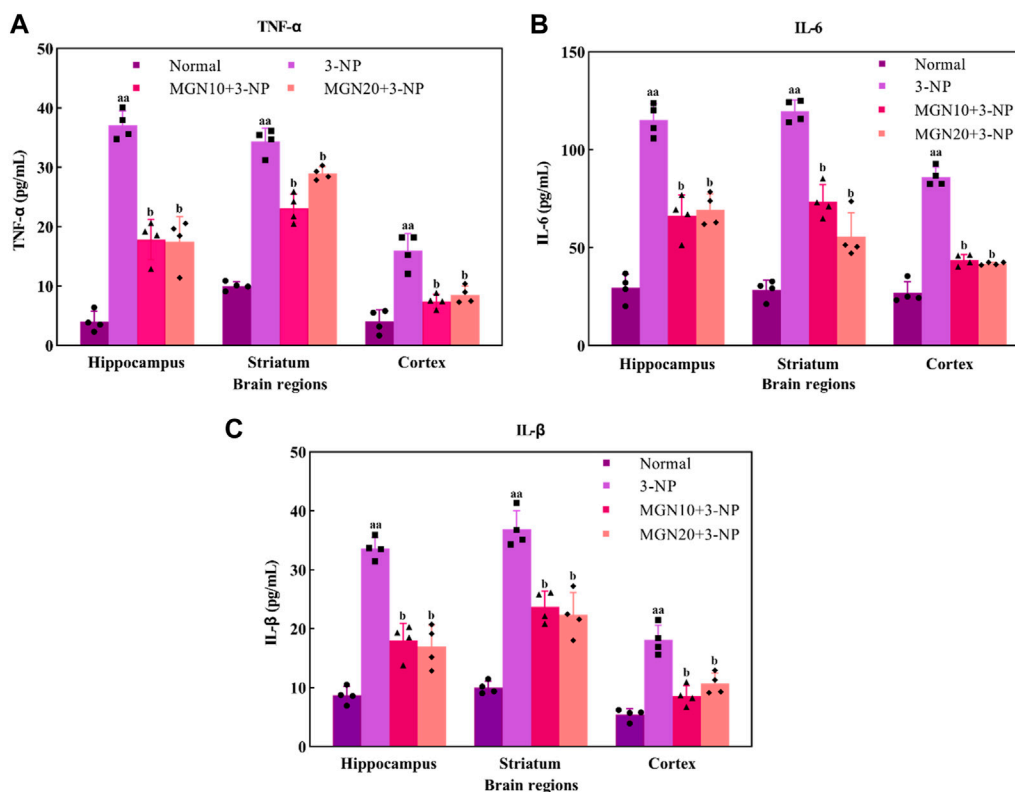 A
TNF-α
50
40
30
20
10
0
TNF-α (pg/mL)
Normal
3-NP
MGN10+3-NP
MGN20+3-NP
aa
b
b
aa
b
b
aa
b
b
Hippocampus
Striatum
Cortex
Brain regions
B
IL-6
150
100
50
0
IL-6 (pg/mL)
Normal
3-NP
MGN10+3-NP
MGN20+3-NP
aa
b
b
aa
b
b
aa
b
b
Hippocampus
Striatum
Cortex
Brain regions
C
IL-β
50
40
30
20
10
0
IL-β (pg/mL)
Normal
3-NP
MGN10+3-NP
MGN20+3-NP
aa
b
b
aa
b
b
aa
b
b
Hippocampus
Striatum
Cortex
Brain regions